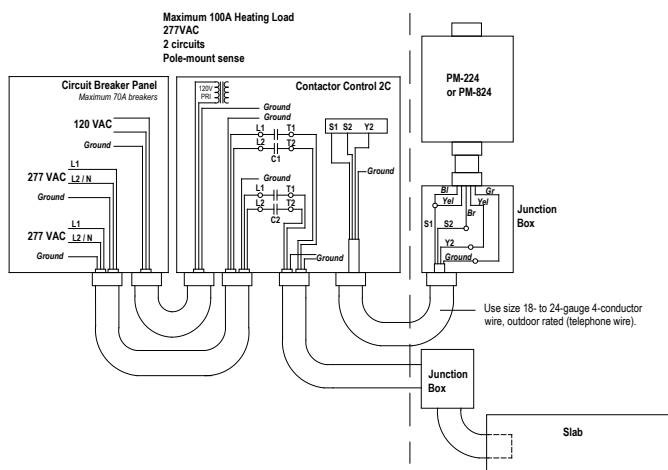 Maximum 100A Heating Load
277VAC
2 circuits
Pole-mount sense
Circuit Breaker Panel
Maximum 70A breakers
120 VAC
Ground
L1
277 VAC
L2 / N
Ground
L1
277 VAC
L2 / N
Ground
120V
PRI
Contactor Control 2C
Ground
Ground
L1
T1
L2
T2
C1
Ground
L1
T1
L2
T2
C2
Ground
S1 S2 Y2
Ground
PM-224
or PM-824
Bl
Gr
Yel
Yel
Br
S1
S2
Y2
Ground
Junction
Box
Use size 18- to 24-gauge 4-conductor
wire, outdoor rated (telephone wire).
Junction
Box
Slab